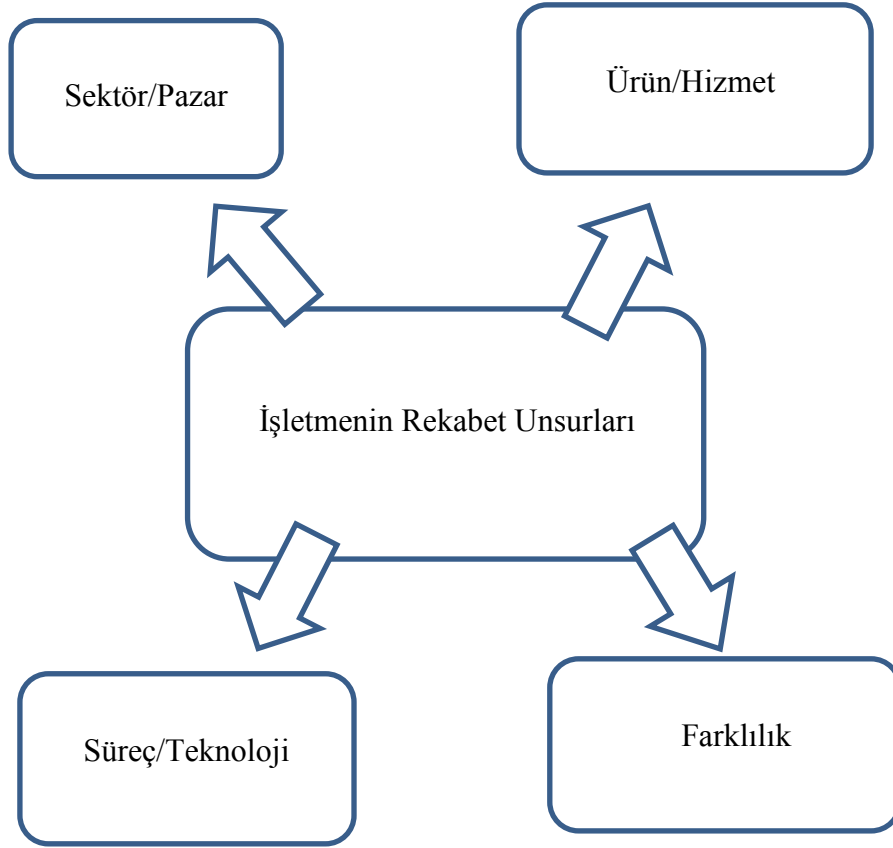 Sektör/Pazar
Ürün/Hizmet
İşletmenin Rekabet Unsurları
Süreç/Teknoloji
Farklılık